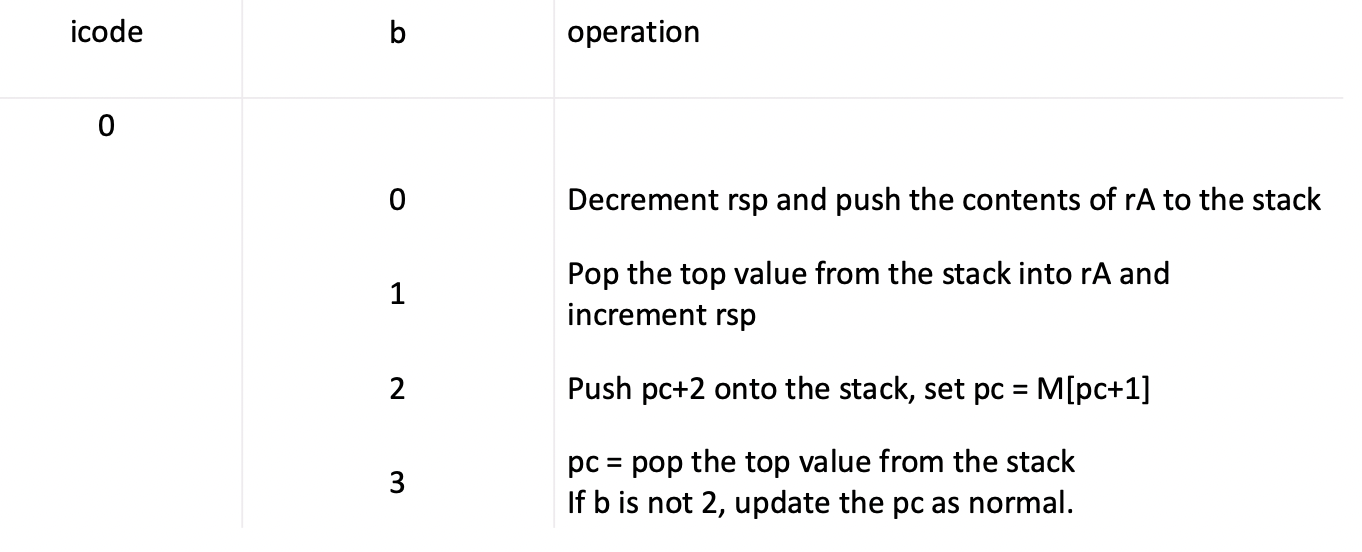 icode b operation
0
0 Decrement rsp and push the contents of rA to the stack
1 Pop the top value from the stack into rA and
increment rsp
2 Push pc+2 onto the stack, set pc = M[pc+1]
3 pc = pop the top value from the stack
If b is not 2, update the pc as normal.